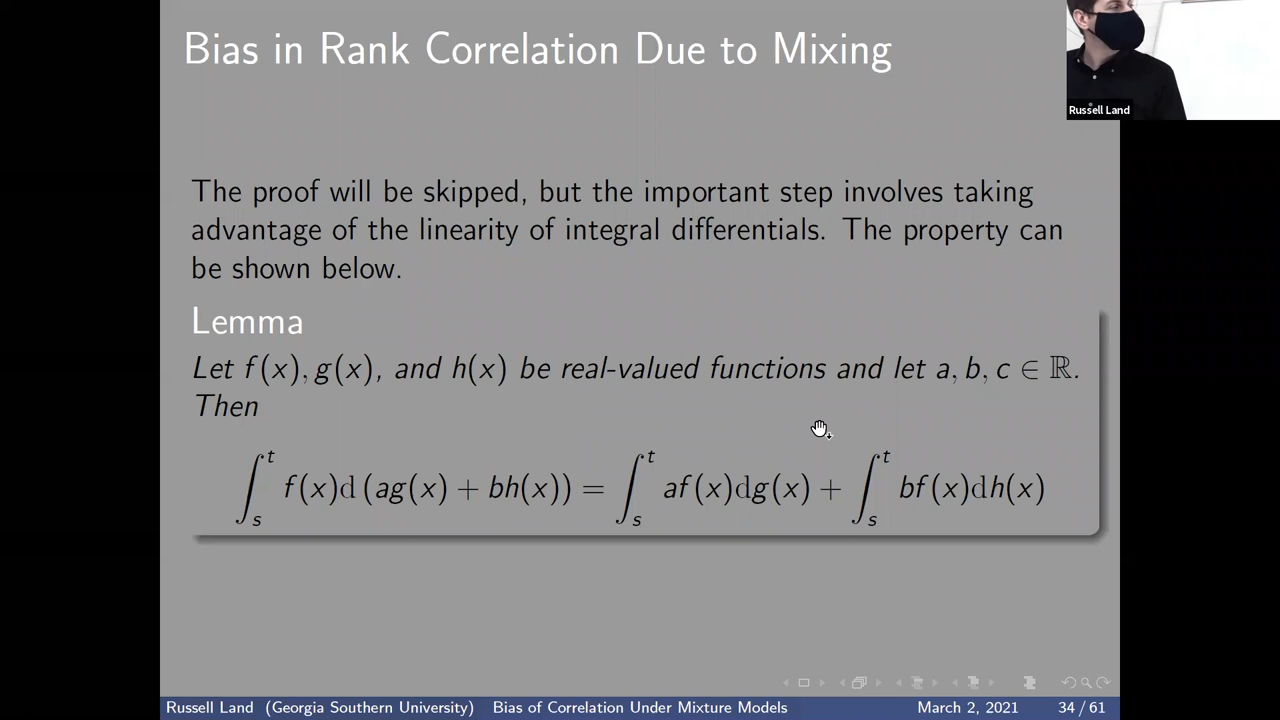 Bias in Rank Correlation Due to Mixing
Russell Land
The proof will be skipped, but the important step involves taking
advantage of the linearity of integral differentials. The property can
be shown below.
Lemma
Let f(x), g(x), and h(x) be real-valued functions and let a, b, c ∈ ℝ.
Then
∫_s^t f(x)d (ag(x) + bh(x)) = ∫_s^t af(x)dg(x) + ∫_s^t bf(x)dh(x)
Russell Land (Georgia Southern University) Bias of Correlation Under Mixture Models March 2, 2021 34 / 61